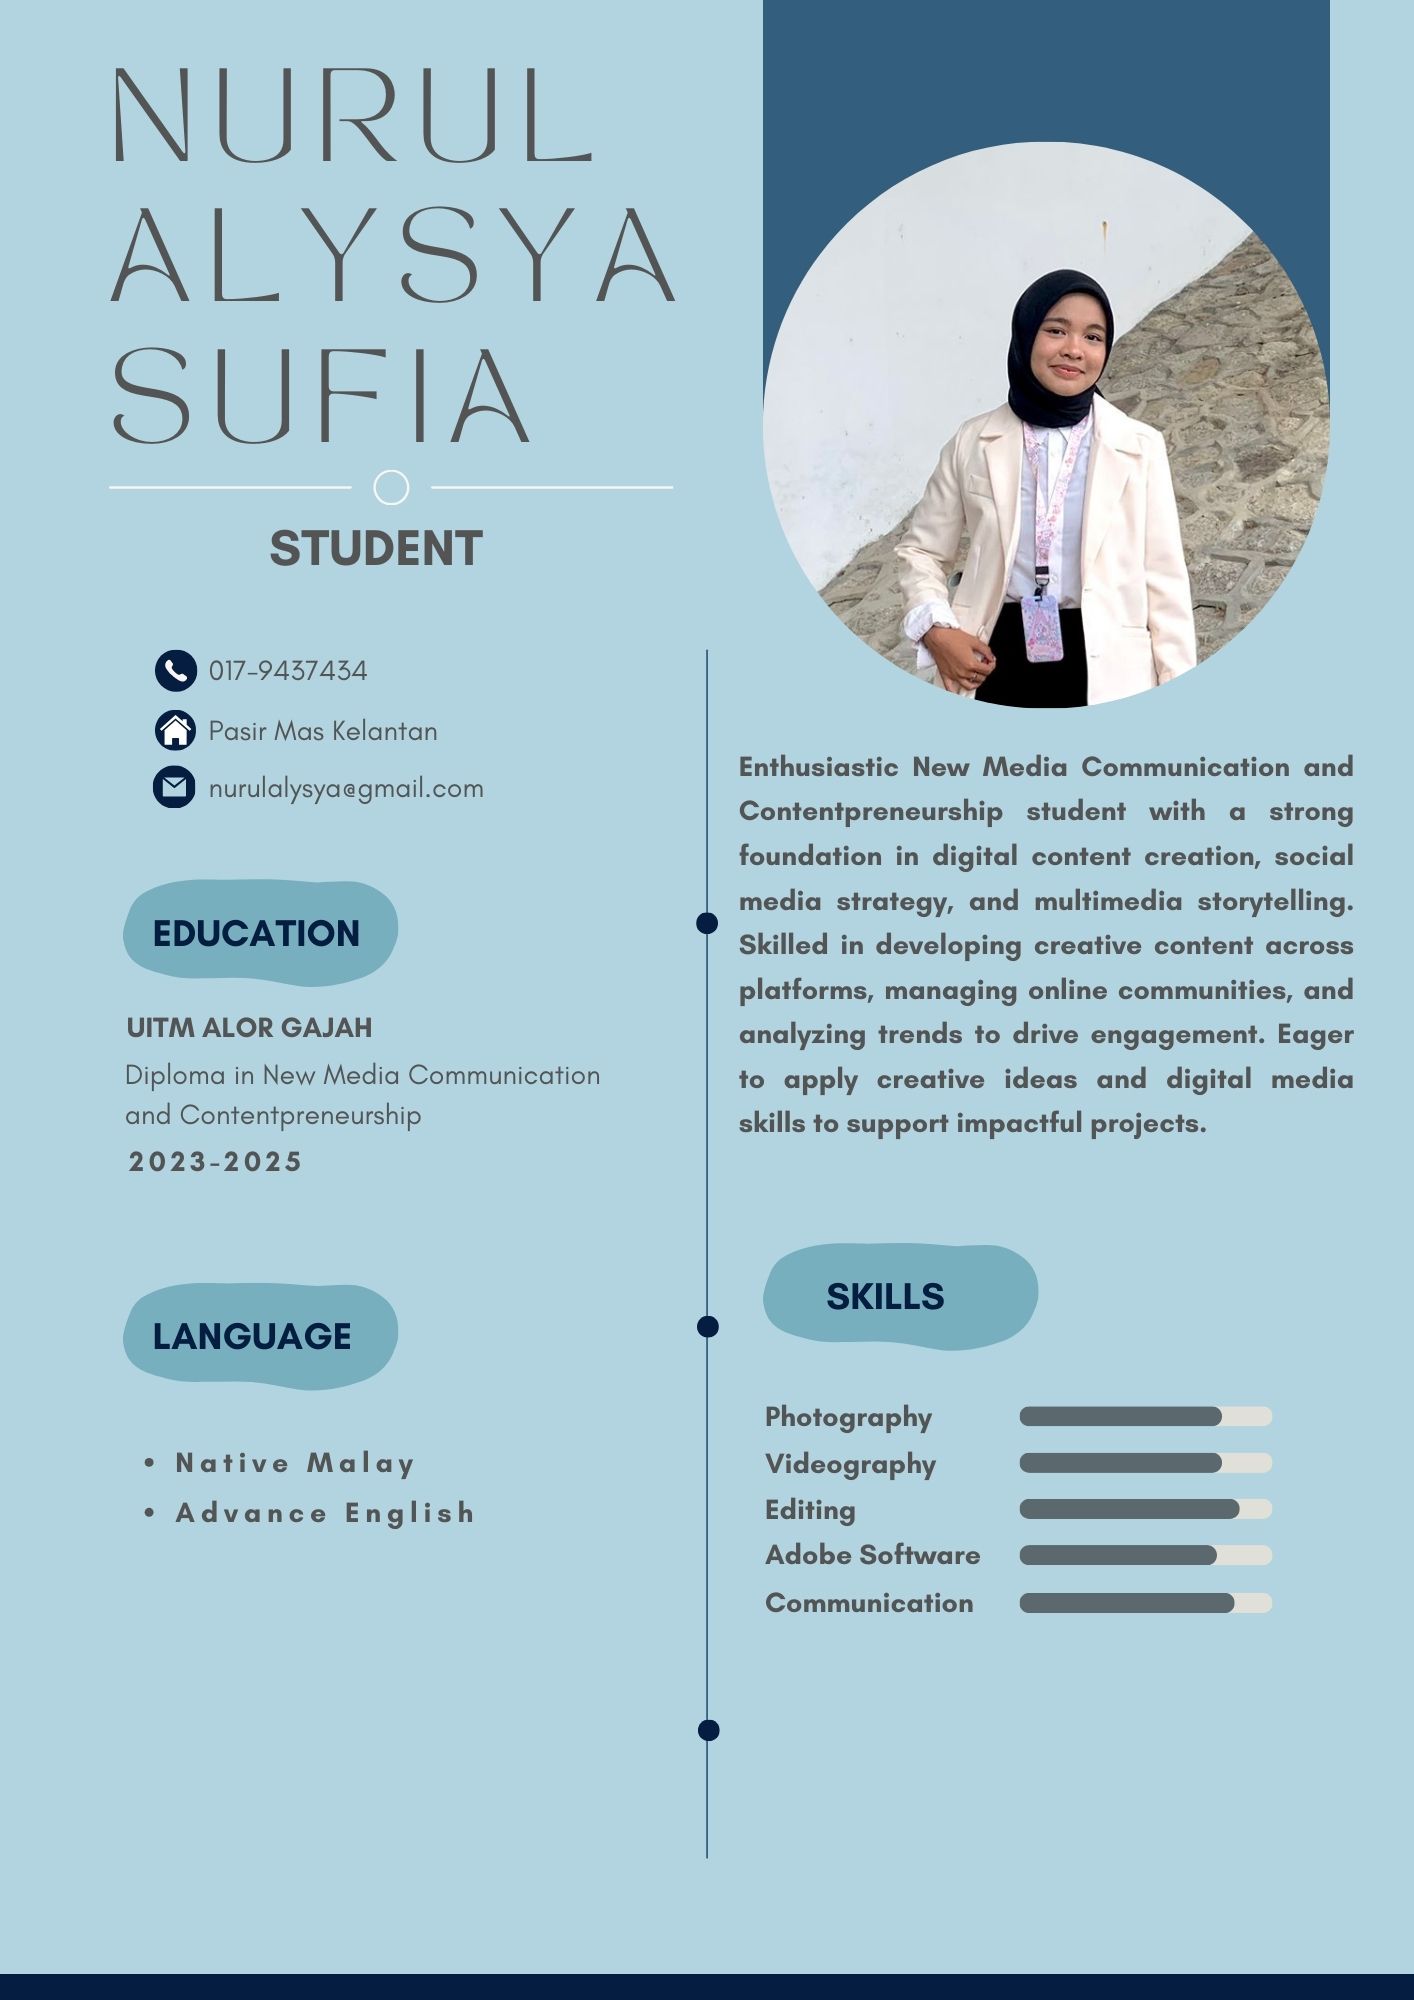 NURUL
ALYSYA
SUFIA
STUDENT
017-9437434
Pasir Mas Kelantan
nurulalysya@gmail.com
EDUCATION
UITM ALOR GAJAH
Diploma in New Media Communication
and Contentpreneurship
2023-2025
LANGUAGE
• Native Malay
• Advance English
Enthusiastic New Media Communication and
Contentpreneurship student with a strong
foundation in digital content creation, social
media strategy, and multimedia storytelling.
Skilled in developing creative content across
platforms, managing online communities, and
analyzing trends to drive engagement. Eager
to apply creative ideas and digital media
skills to support impactful projects.
SKILLS
Photography
Videography
Editing
Adobe Software
Communication